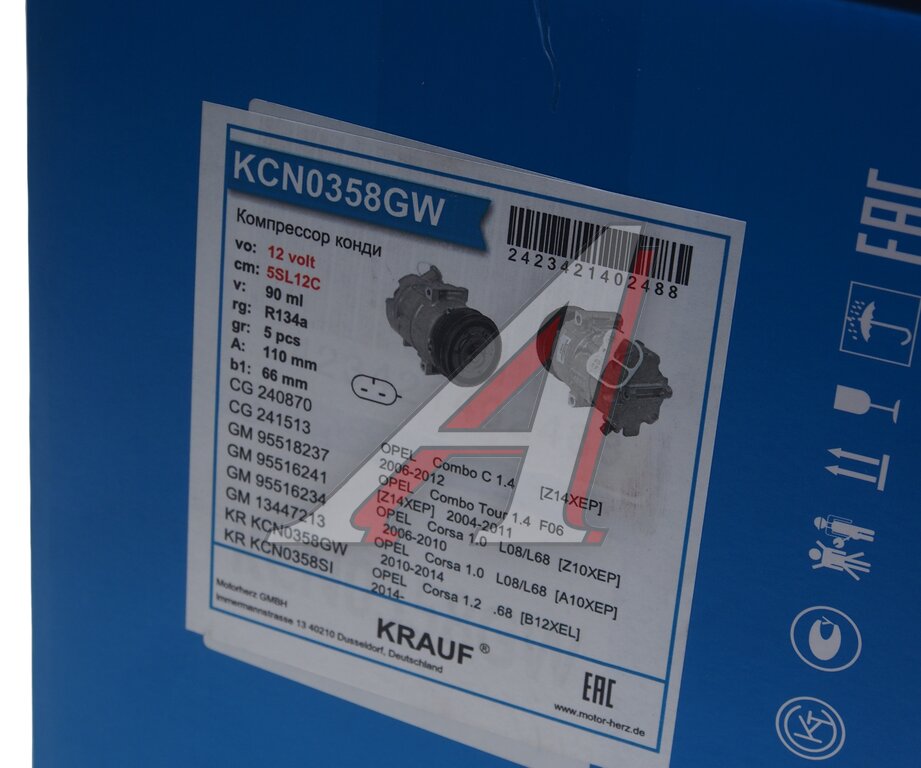 KCN0358GW
Компрессор конди
2423421402488
vo: 12 volt
cm: 5SL12C
v: 90 ml
rg: R134a
gr: 5 pcs
A: 110 mm
b1: 66 mm
CG 240870
CG 241513
GM 95518237
GM 95516241
GM 95516234
GM 13447213
KR KCN0358GW
KR KCN0358SI
OPEL Combo C 1.4 [Z14XEP]
2006-2012
OPEL Combo Tour 1.4 F06
[Z14XEP] 2004-2011
OPEL Corsa 1.0 L08/L68 [Z10XEP]
2006-2010
OPEL Corsa 1.0 L08/L68 [A10XEP]
2010-2014
OPEL Corsa 1.2 .68 [B12XEL]
2014-
Motorherz GMBH
Immermannstrasse 13 40210 Dusseldorf, Deutschland
KRAUF®
EAC
www.motor-herz.de
EAC